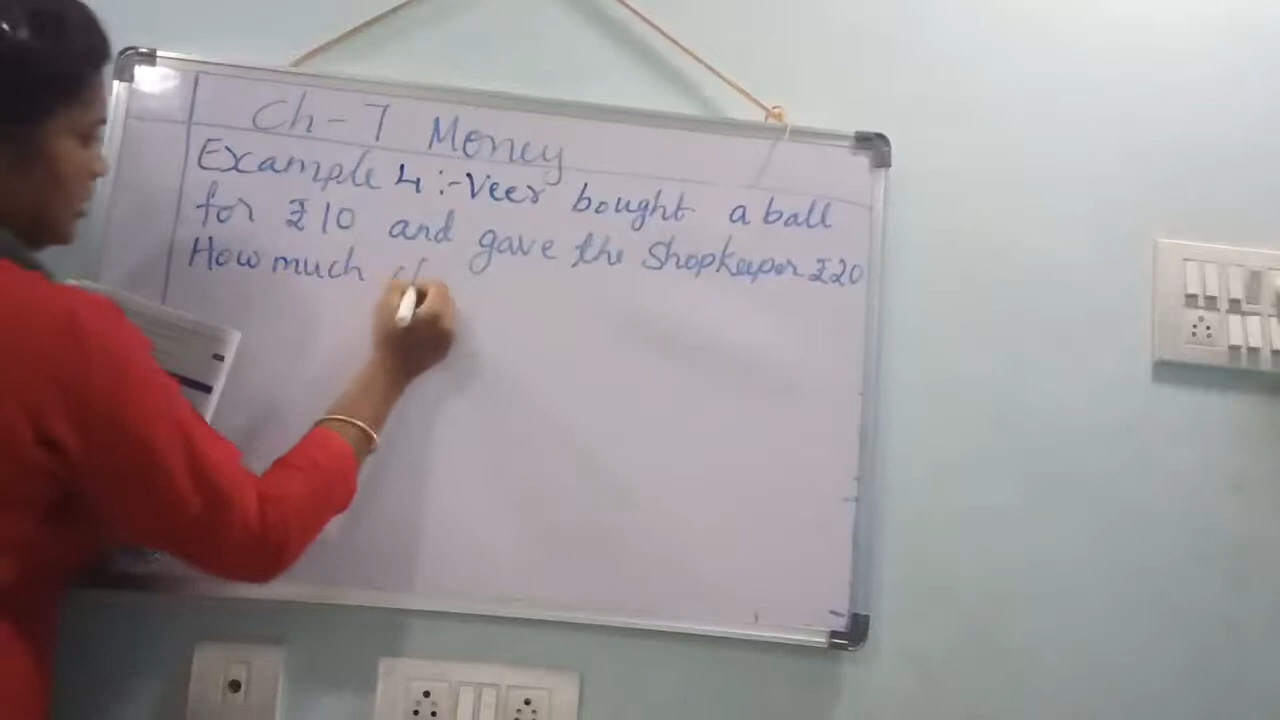 Ch-7 Money
Example 4:-Veer bought a ball
for ₹10 and gave the Shopkeeper ₹20
How much